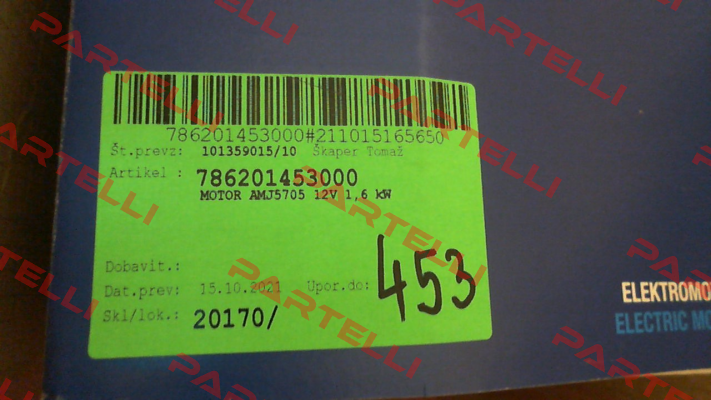 786201453000#211015165650
Št.prevz: 101359015/10 Škaper Tomaž
Artikel : 786201453000
MOTOR AMJ5705 12V 1,6 kW
Dobavit.:
Dat.prev: 15.10.2021 Upor.do:
453
Skl/lok.: 20170/
ELEKTROMO
ELECTRIC MO
PARTELLI
PARTELLI
PARTELLI
PARTELLI
PARTELLI
PARTELLI
PARTELLI
PARTELLI